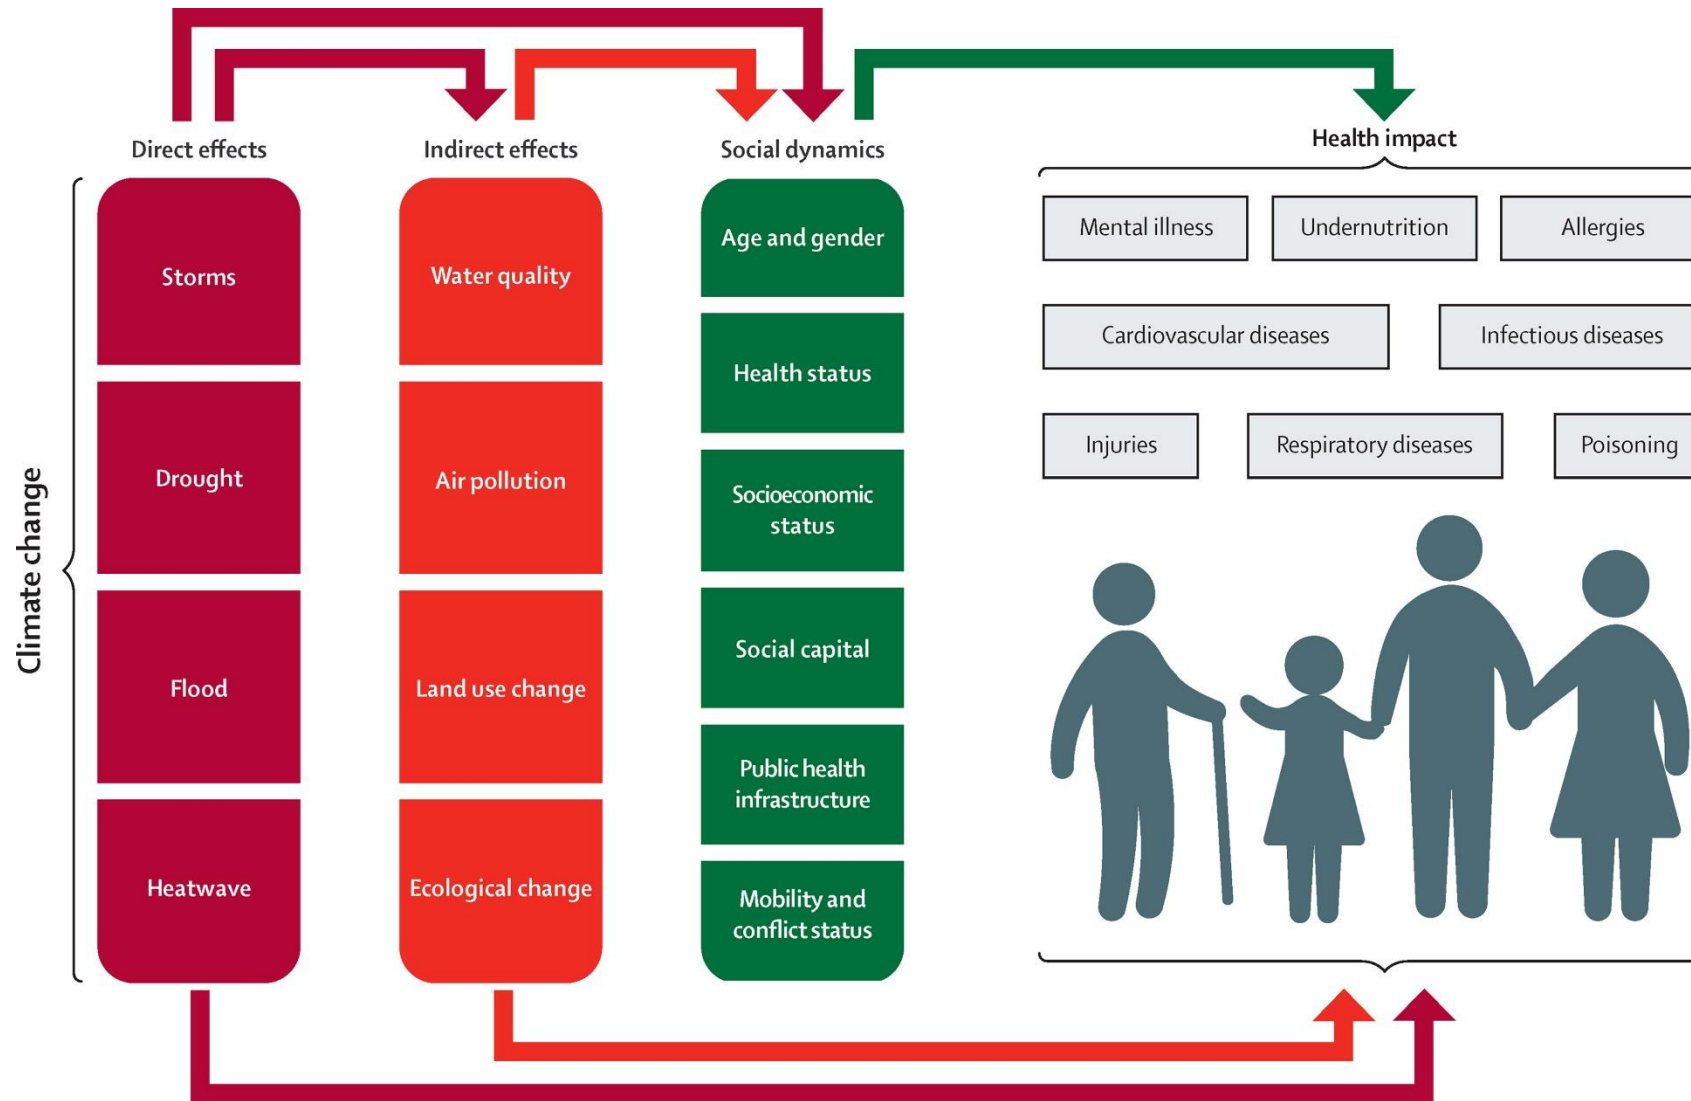 Direct effects
Indirect effects
Social dynamics
Health impact
Climate change
Storms
Drought
Flood
Heatwave
Water quality
Air pollution
Land use change
Ecological change
Age and gender
Health status
Socioeconomic
status
Social capital
Public health
infrastructure
Mobility and
conflict status
Mental illness
Undernutrition
Allergies
Cardiovascular diseases
Infectious diseases
Injuries
Respiratory diseases
Poisoning